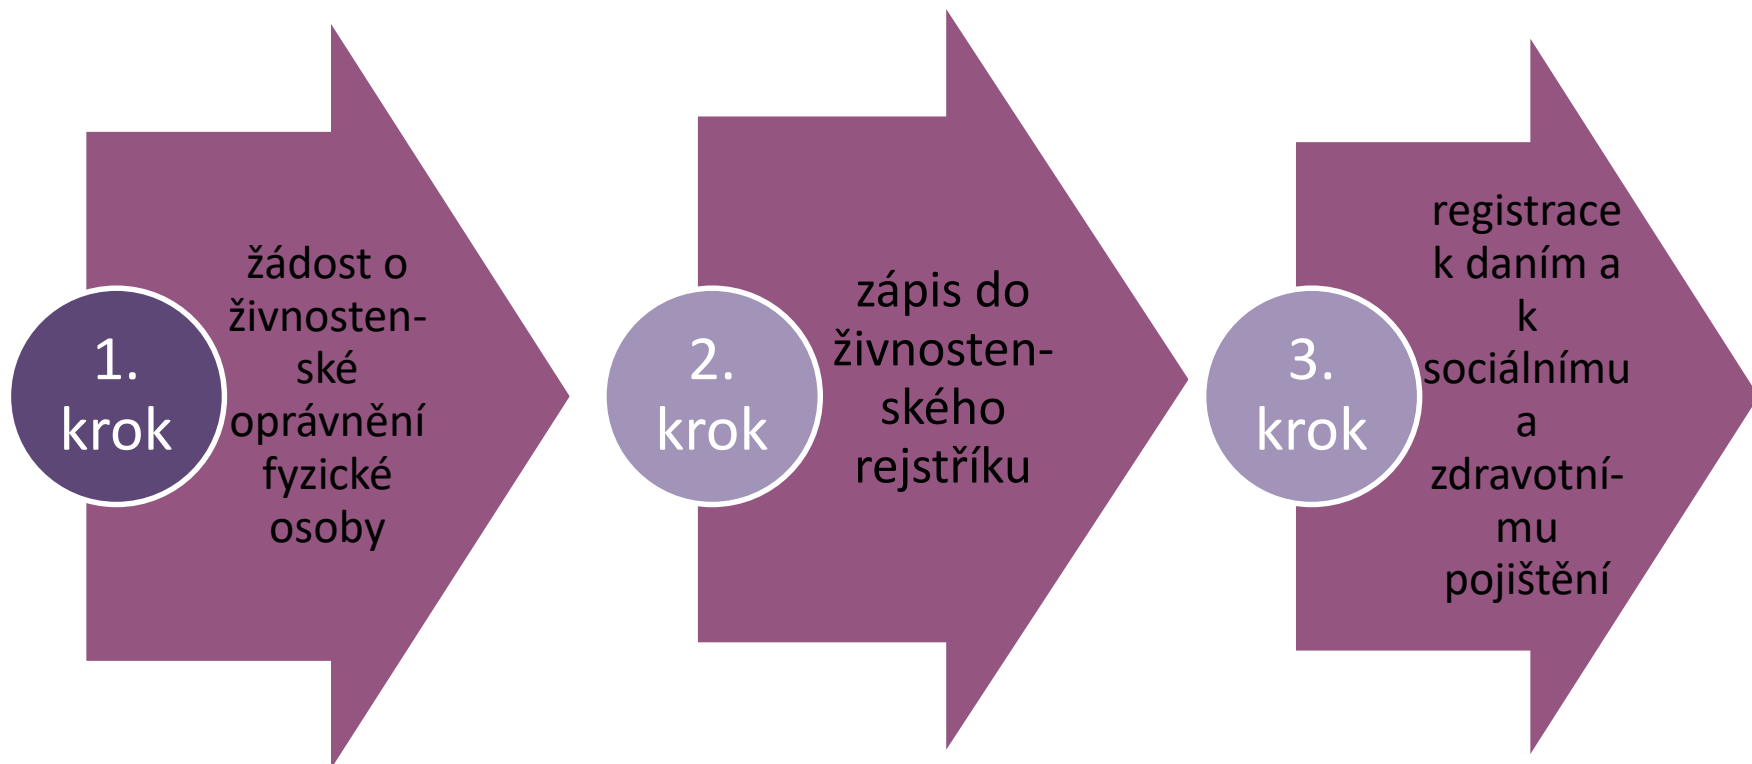 1.
krok
žádost o
živnosten-
ské
oprávnění
fyzické
osoby
2.
krok
zápis do
živnosten-
ského
rejstříku
3.
krok
registrace
k daním a
k
sociálnímu
a
zdravotní-
mu
pojištění